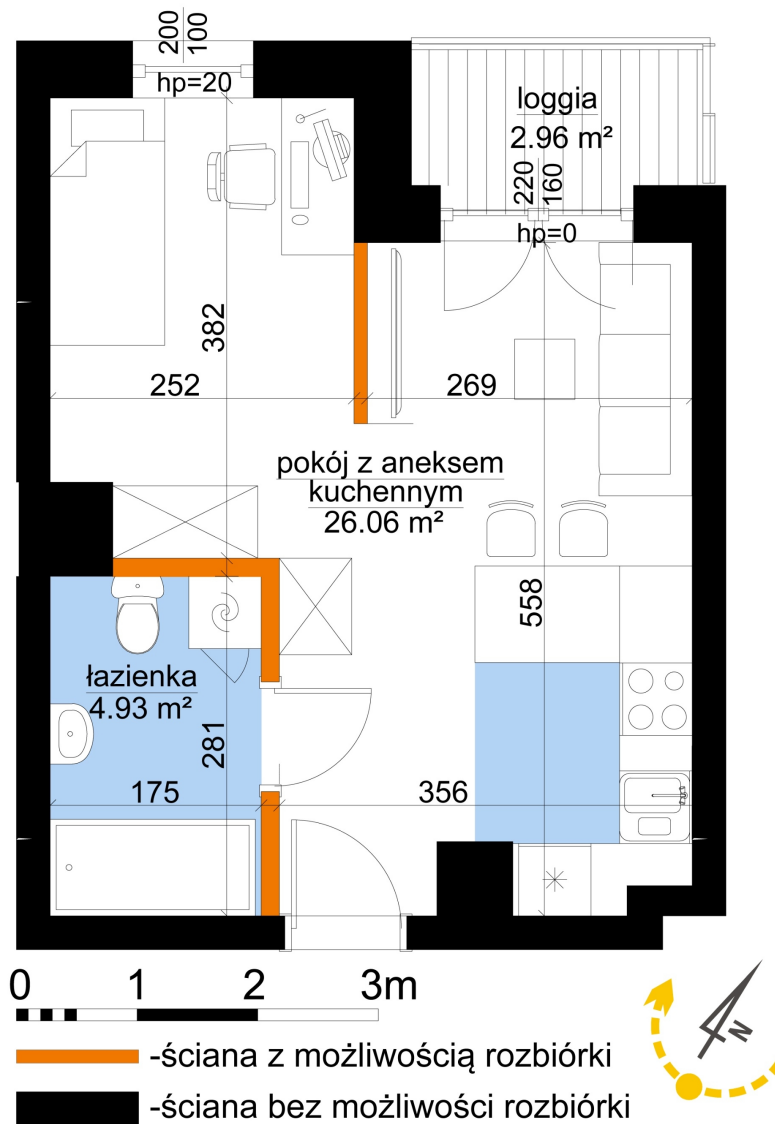 200
100
hp=20
loggia
2.96 m²
220
160
hp=0
382
252
269
pokój z aneksem
kuchennym
26.06 m²
558
łazienka
4.93 m²
281
175
356
0 1 2 3m
N
-ściana z możliwością rozbiórki
-ściana bez możliwości rozbiórki